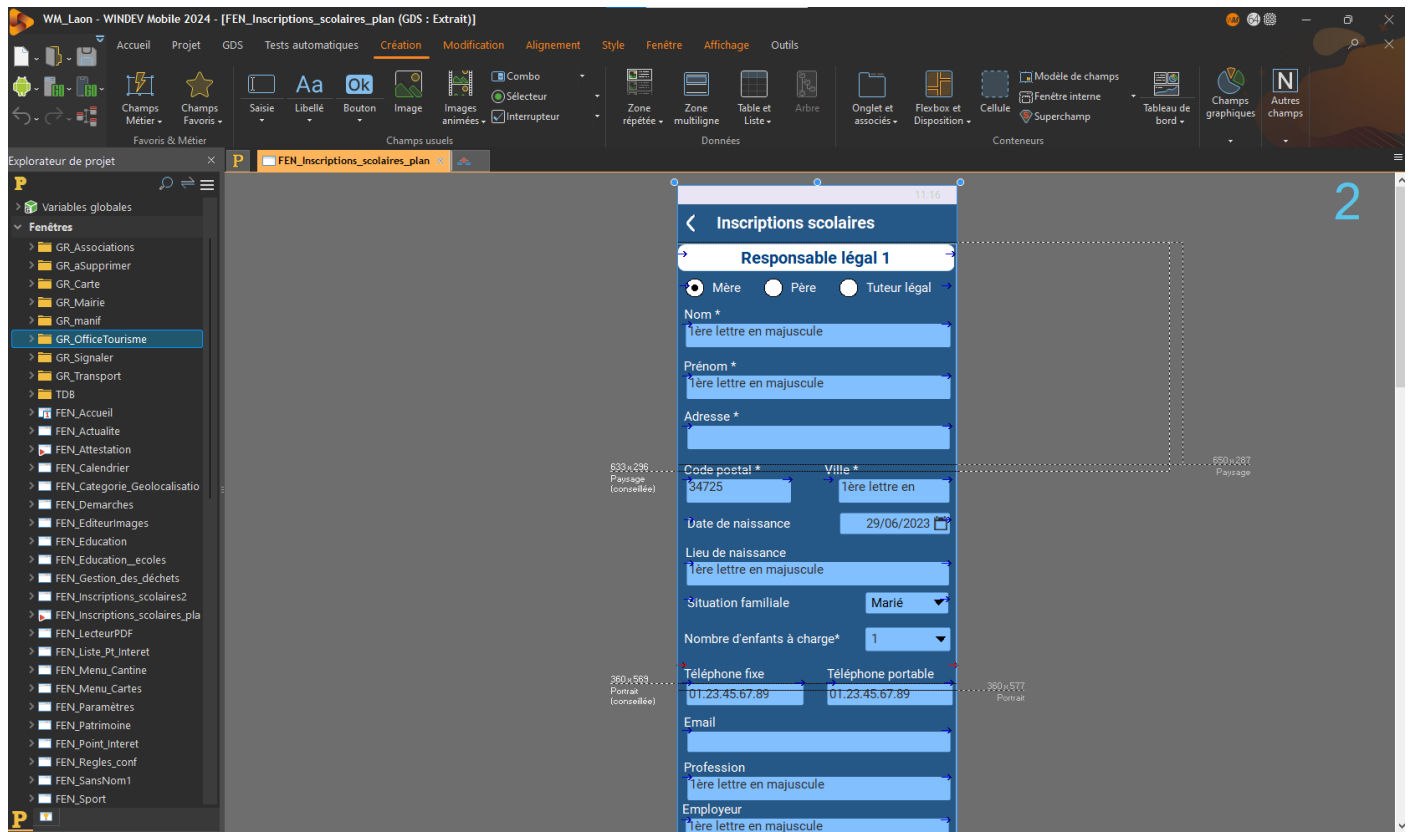 WM_Laon - WINDEV Mobile 2024 - [FEN_Inscriptions_scolaires_plan (GDS : Extrait)]
64
Accueil Projet GDS Tests automatiques Création Modification Alignement Style Fenêtre Affichage Outils
Champs Métier
Champs Favoris
Favoris & Métier
Saisie
Aa Libellé
Ok Bouton
Image
Images animées
Combo
Sélecteur
Interrupteur
Champs usuels
Zone répétée
Zone multiligne
Table et Liste
Arbre
Données
Onglet et associés
Flexbox et Disposition
Cellule
Modèle de champs
Fenêtre interne
Superchamp
Tableau de bord
Conteneurs
Champs graphiques
N Autres champs
Explorateur de projet
FEN_Inscriptions_scolaires_plan
Variables globales
Fenêtres
GR_Associations
GR_aSupprimer
GR_Carte
GR_Mairie
GR_manif
GR_OfficeTourisme
GR_Signaler
GR_Transport
TDB
FEN_Accueil
FEN_Actualite
FEN_Attestation
FEN_Calendrier
FEN_Categorie_Geolocalisatio
FEN_Demarches
FEN_EditeurImages
FEN_Education
FEN_Education__ecoles
FEN_Gestion_des_déchets
FEN_Inscriptions_scolaires2
FEN_Inscriptions_scolaires_pla
FEN_LecteurPDF
FEN_Liste_Pt_Interet
FEN_Menu_Cantine
FEN_Menu_Cartes
FEN_Paramètres
FEN_Patrimoine
FEN_Point_Interet
FEN_Regles_conf
FEN_SansNom1
FEN_Sport
2
11:16
Inscriptions scolaires
Responsable légal 1
Mère Père Tuteur légal
Nom *
1ère lettre en majuscule
Prénom *
1ère lettre en majuscule
Adresse *
633 x 296
Paysage
(conseillée)
650 x 287
Paysage
Code postal * Ville *
34725 1ère lettre en
Date de naissance 29/06/2023
Lieu de naissance
1ère lettre en majuscule
Situation familiale Marié
Nombre d'enfants à charge* 1
360 x 569
Portrait
(conseillée)
360 x 577
Portrait
Téléphone fixe Téléphone portable
01.23.45.67.89 01.23.45.67.89
Email
Profession
1ère lettre en majuscule
Employeur
1ère lettre en majuscule